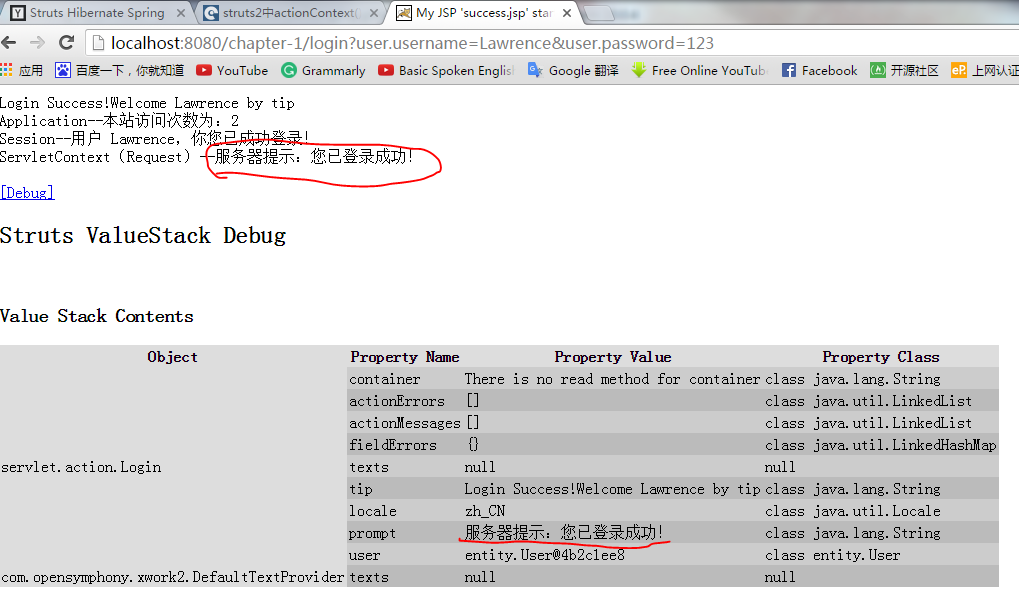 Struts Hibernate Spring
struts2中actionContext(
My JSP 'success.jsp' star
localhost:8080/chapter-1/login?user.username=Lawrence&user.password=123
应用
百度一下，你就知道
YouTube
Grammarly
Basic Spoken Englis
Google 翻译
Free Online YouTub
Facebook
开源社区
上网认证
Login Success!Welcome Lawrence by tip
Application--本站访问次数为：2
Session--用户 Lawrence，你您已成功登录！
ServletContext（Request）--服务器提示：您已登录成功！
[Debug]
Struts ValueStack Debug
Value Stack Contents
Object Property Name Property Value Property Class
container There is no read method for container class java.lang.String
actionErrors [] class java.util.LinkedList
actionMessages [] class java.util.LinkedList
fieldErrors {} class java.util.LinkedHashMap
servlet.action.Login texts null null
tip Login Success!Welcome Lawrence by tip class java.lang.String
locale zh_CN class java.util.Locale
prompt 服务器提示：您已登录成功！ class java.lang.String
user entity.User@4b2c1ee8 class entity.User
com.opensymphony.xwork2.DefaultTextProvider texts null null